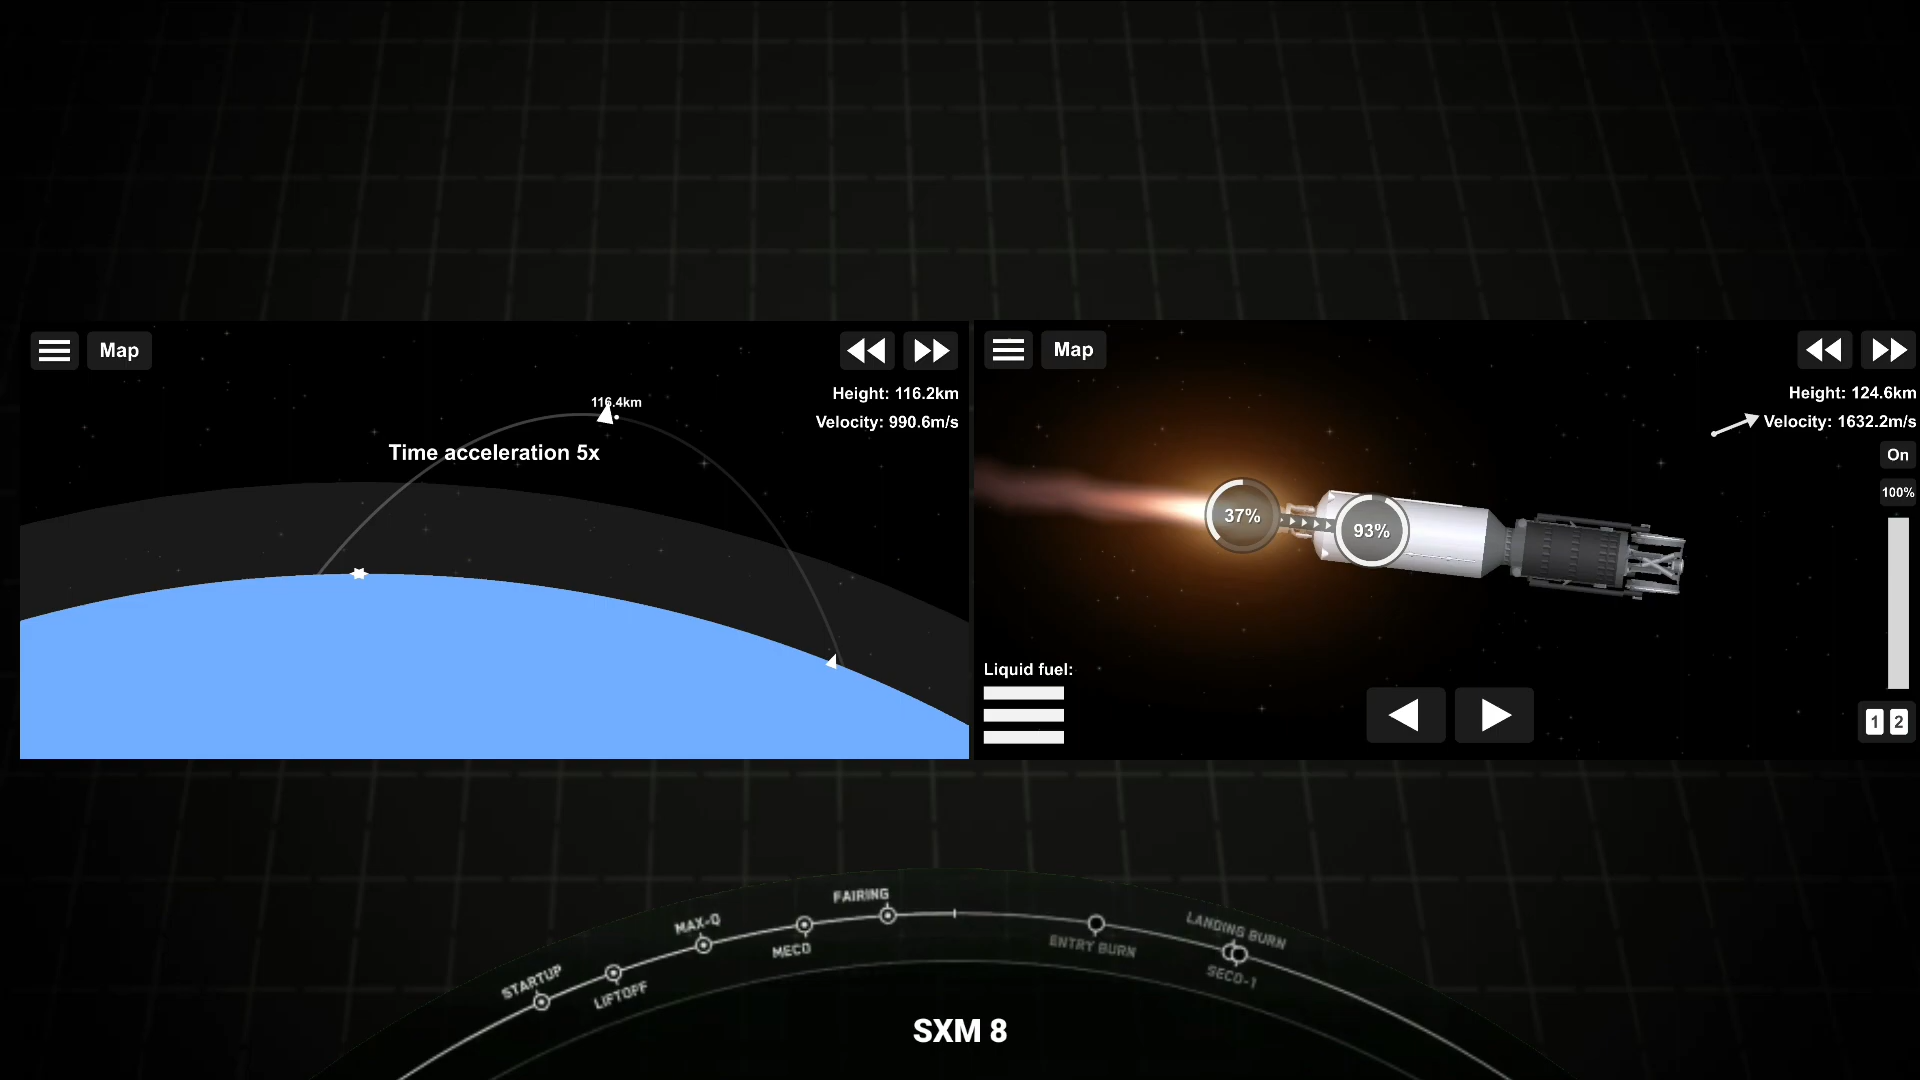 Map
116.4km
Height: 116.2km
Velocity: 990.6m/s
Time acceleration 5x
Map
Height: 124.6km
Velocity: 1632.2m/s
On
100%
37%
93%
Liquid fuel:
1 2
STARTUP
LIFTOFF
MAX-Q
MECO
FAIRING
ENTRY BURN
LANDING BURN
SECO-1
SXM 8